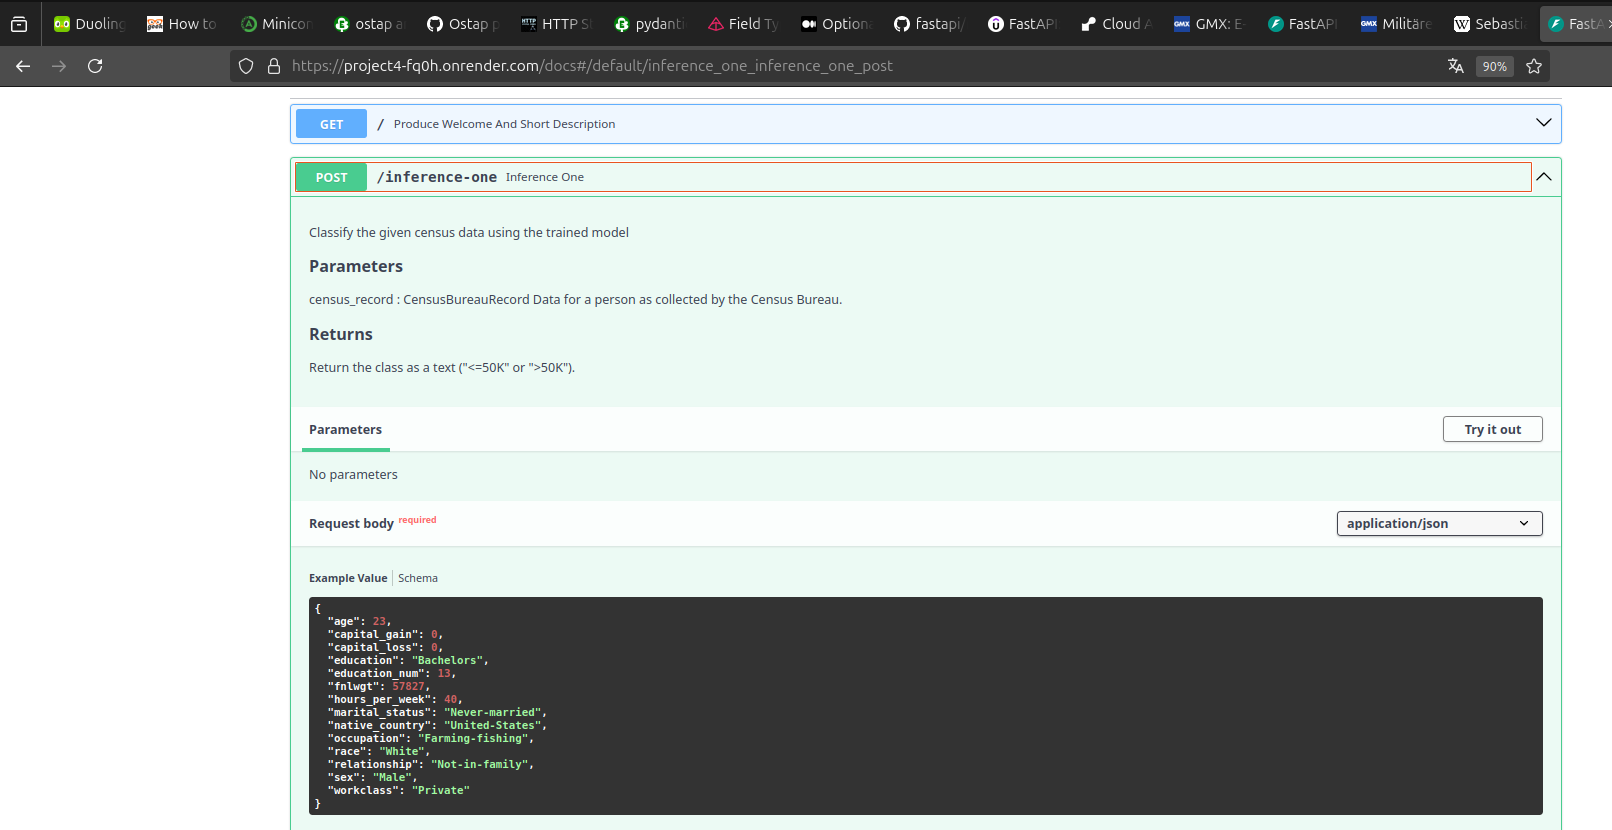 Duoling
How to
Minicor
ostap a
Ostap p
HTTP S
pydanti
Field Ty
Option
fastapi/
FastAPI
Cloud A
GMX: E-
FastAPI
Militäre
Sebasti
FastA
https://project4-fq0h.onrender.com/docs#/default/inference_one_inference_one_post
90%
GET / Produce Welcome And Short Description
POST /inference-one Inference One
Classify the given census data using the trained model
Parameters
census_record : CensusBureauRecord Data for a person as collected by the Census Bureau.
Returns
Return the class as a text ("<=50K" or ">50K").
Parameters
Try it out
No parameters
Request body required
application/json
Example Value Schema
{
"age": 23,
"capital_gain": 0,
"capital_loss": 0,
"education": "Bachelors",
"education_num": 13,
"fnlwgt": 57827,
"hours_per_week": 40,
"marital_status": "Never-married",
"native_country": "United-States",
"occupation": "Farming-fishing",
"race": "White",
"relationship": "Not-in-family",
"sex": "Male",
"workclass": "Private"
}